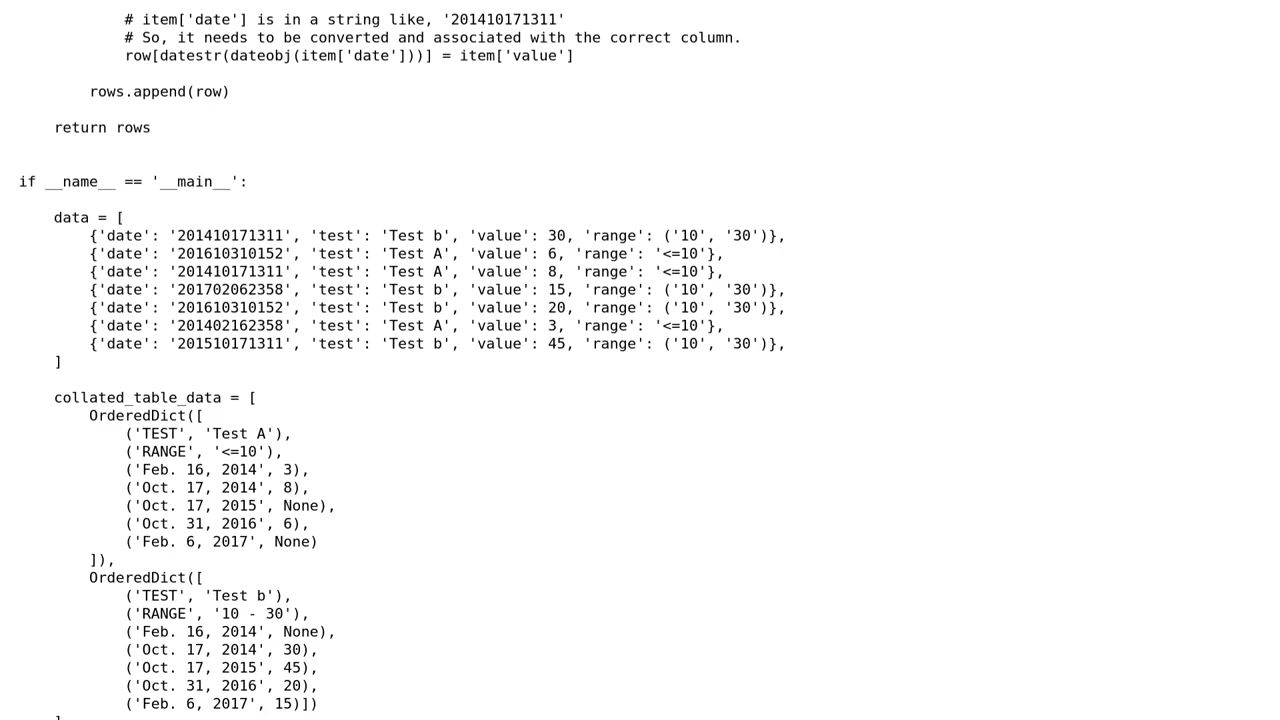 # item['date'] is in a string like, '201410171311'
            # So, it needs to be converted and associated with the correct column.
            row[datestr(dateobj(item['date']))] = item['value']

        rows.append(row)

    return rows


if __name__ == '__main__':

    data = [
        {'date': '201410171311', 'test': 'Test b', 'value': 30, 'range': ('10', '30')},
        {'date': '201610310152', 'test': 'Test A', 'value': 6, 'range': '<=10'},
        {'date': '201410171311', 'test': 'Test A', 'value': 8, 'range': '<=10'},
        {'date': '201702062358', 'test': 'Test b', 'value': 15, 'range': ('10', '30')},
        {'date': '201610310152', 'test': 'Test b', 'value': 20, 'range': ('10', '30')},
        {'date': '201402162358', 'test': 'Test A', 'value': 3, 'range': '<=10'},
        {'date': '201510171311', 'test': 'Test b', 'value': 45, 'range': ('10', '30')},
    ]

    collated_table_data = [
        OrderedDict([
            ('TEST', 'Test A'),
            ('RANGE', '<=10'),
            ('Feb. 16, 2014', 3),
            ('Oct. 17, 2014', 8),
            ('Oct. 17, 2015', None),
            ('Oct. 31, 2016', 6),
            ('Feb. 6, 2017', None)
        ]),
        OrderedDict([
            ('TEST', 'Test b'),
            ('RANGE', '10 - 30'),
            ('Feb. 16, 2014', None),
            ('Oct. 17, 2014', 30),
            ('Oct. 17, 2015', 45),
            ('Oct. 31, 2016', 20),
            ('Feb. 6, 2017', 15)])